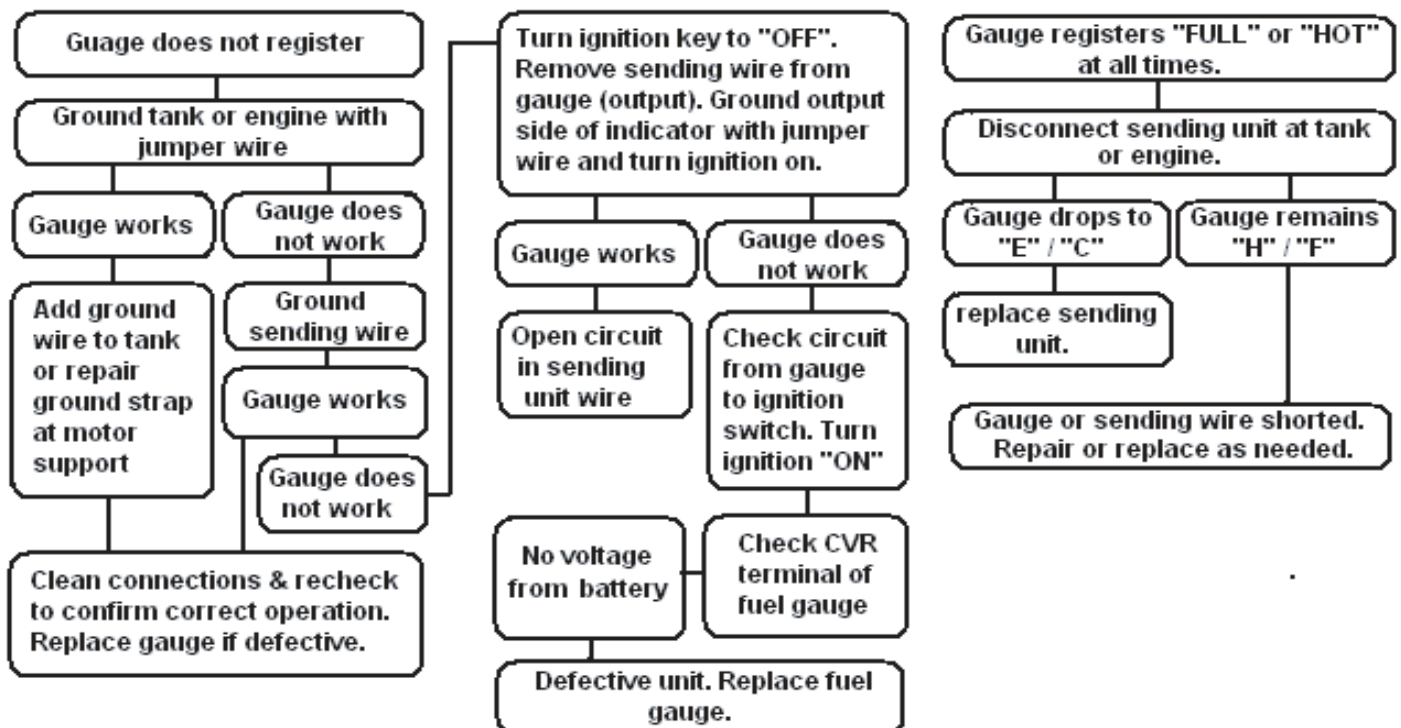 Guage does not register
Ground tank or engine with
jumper wire
Gauge works
Gauge does
not work
Add ground
wire to tank
or repair
ground strap
at motor
support
Ground
sending wire
Gauge works
Gauge does
not work
Clean connections & recheck
to confirm correct operation.
Replace gauge if defective.
Turn ignition key to "OFF".
Remove sending wire from
gauge (output). Ground output
side of indicator with jumper
wire and turn ignition on.
Gauge works
Gauge does
not work
Open circuit
in sending
unit wire
Check circuit
from gauge
to ignition
switch. Turn
ignition "ON"
No voltage
from battery
Check CVR
terminal of
fuel gauge
Defective unit. Replace fuel
gauge.
Gauge registers "FULL" or "HOT"
at all times.
Disconnect sending unit at tank
or engine.
Gauge drops to
"E" / "C"
Gauge remains
"H" / "F"
replace sending
unit.
Gauge or sending wire shorted.
Repair or replace as needed.